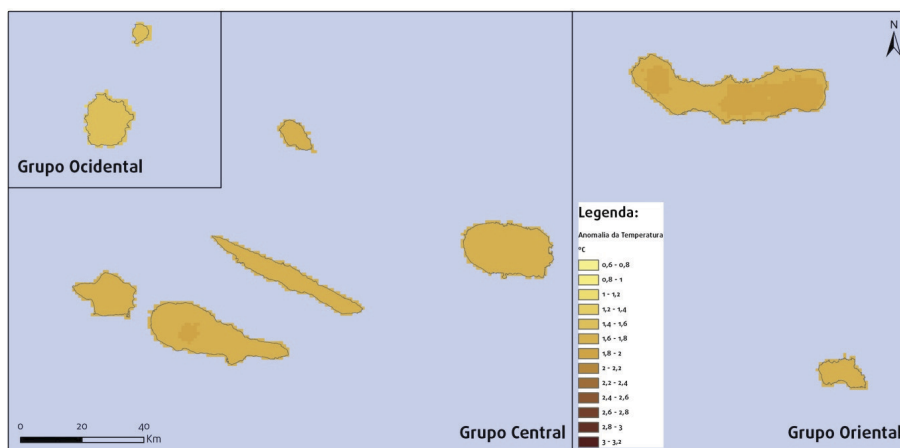 N
Grupo Ocidental
Legenda:
Anomalia da Temperatura
ºC
0,6 - 0,8
0,8 - 1
1 - 1,2
1,2 - 1,4
1,4 - 1,6
1,6 - 1,8
1,8 - 2
2 - 2,2
2,2 - 2,4
2,4 - 2,6
2,6 - 2,8
2,8 - 3
3 - 3,2
0 20 40
Km
Grupo Central
Grupo Oriental